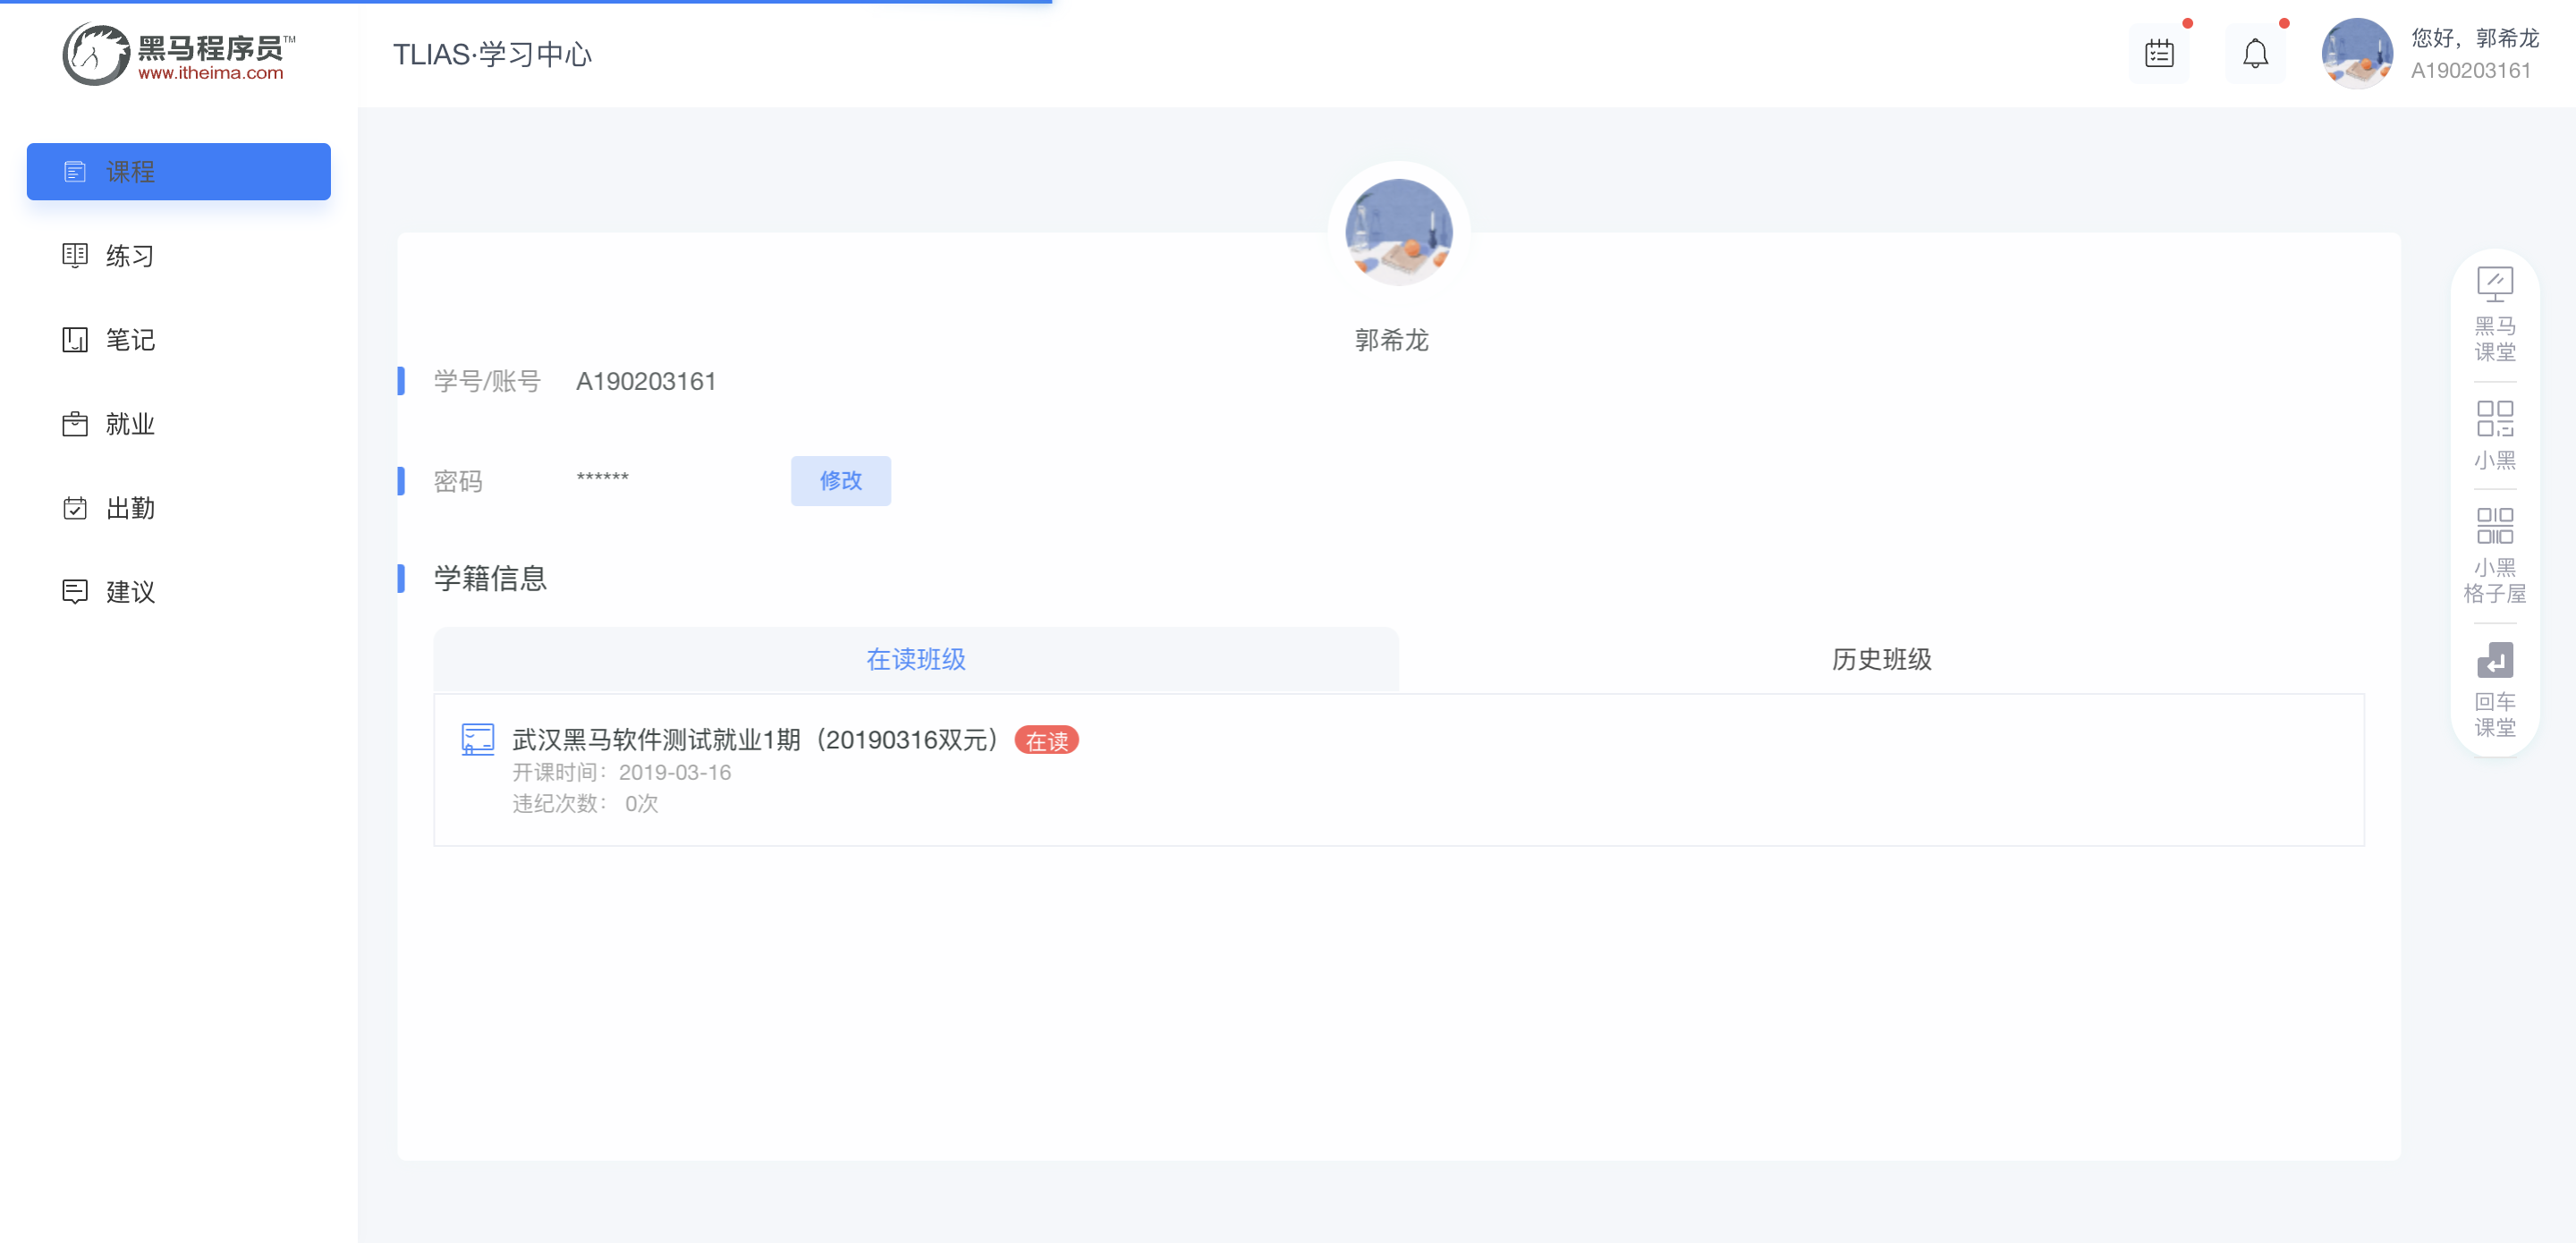 黑马程序员™
www.itheima.com
TLIAS·学习中心
您好，郭希龙
A190203161
课程
练习
笔记
就业
出勤
建议
郭希龙
学号/账号 A190203161
密码 ****** 修改
学籍信息
在读班级 历史班级
武汉黑马软件测试就业1期（20190316双元） 在读
开课时间：2019-03-16
违纪次数： 0次
黑马
课堂
小黑
小黑
格子屋
回车
课堂